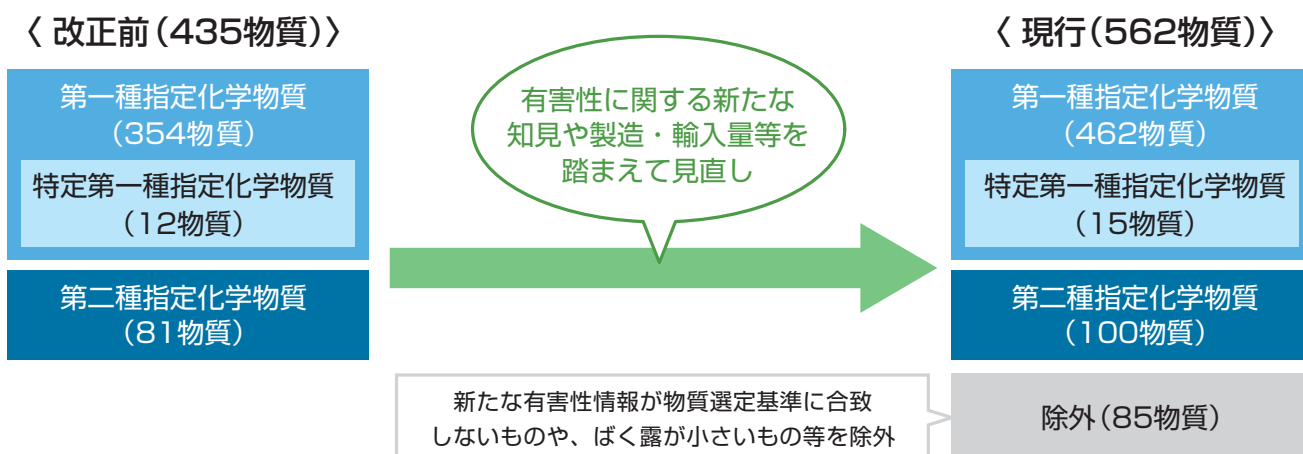 〈 改正前(435物質)〉
第一種指定化学物質
(354物質)
特定第一種指定化学物質
(12物質)
第二種指定化学物質
(81物質)
有害性に関する新たな
知見や製造・輸入量等を
踏まえて見直し
〈 現行(562物質)〉
第一種指定化学物質
(462物質)
特定第一種指定化学物質
(15物質)
第二種指定化学物質
(100物質)
新たな有害性情報が物質選定基準に合致
しないものや、ばく露が小さいもの等を除外
除外(85物質)